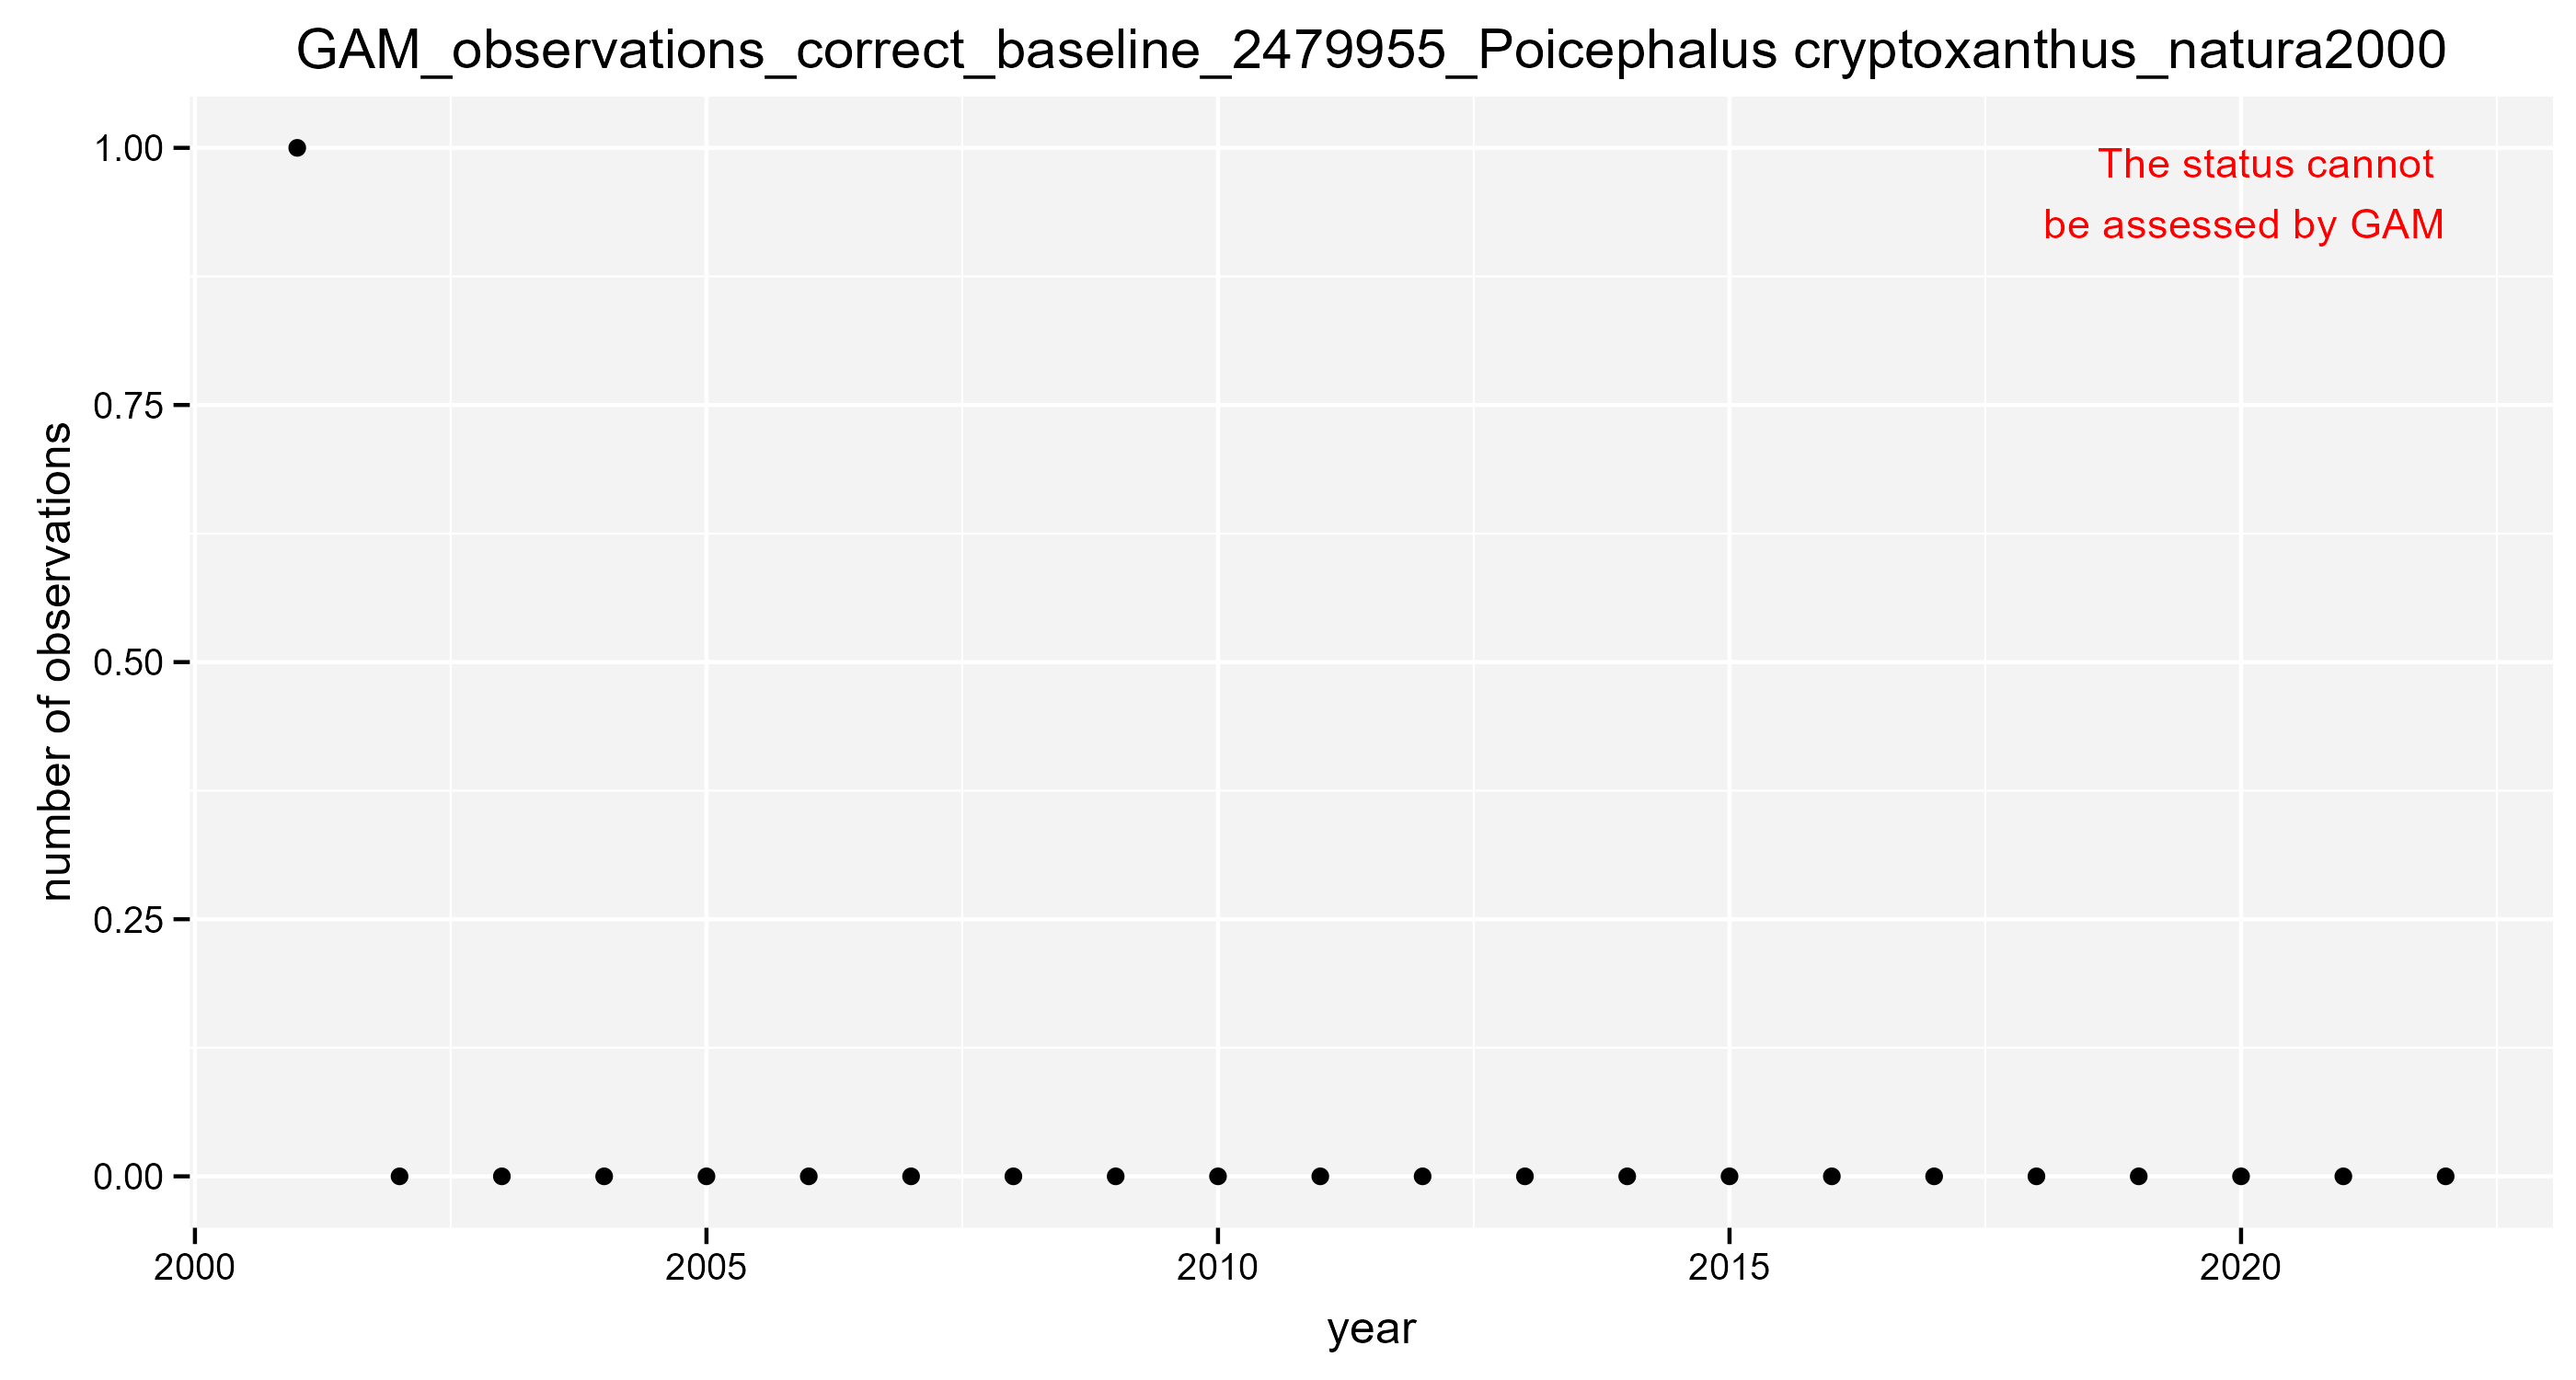 GAM_observations_correct_baseline_2479955_Poicephalus cryptoxanthus_natura2000
The status cannot
be assessed by GAM
number of observations
1.00
0.75
0.50
0.25
0.00
2000
2005
2010
2015
2020
year